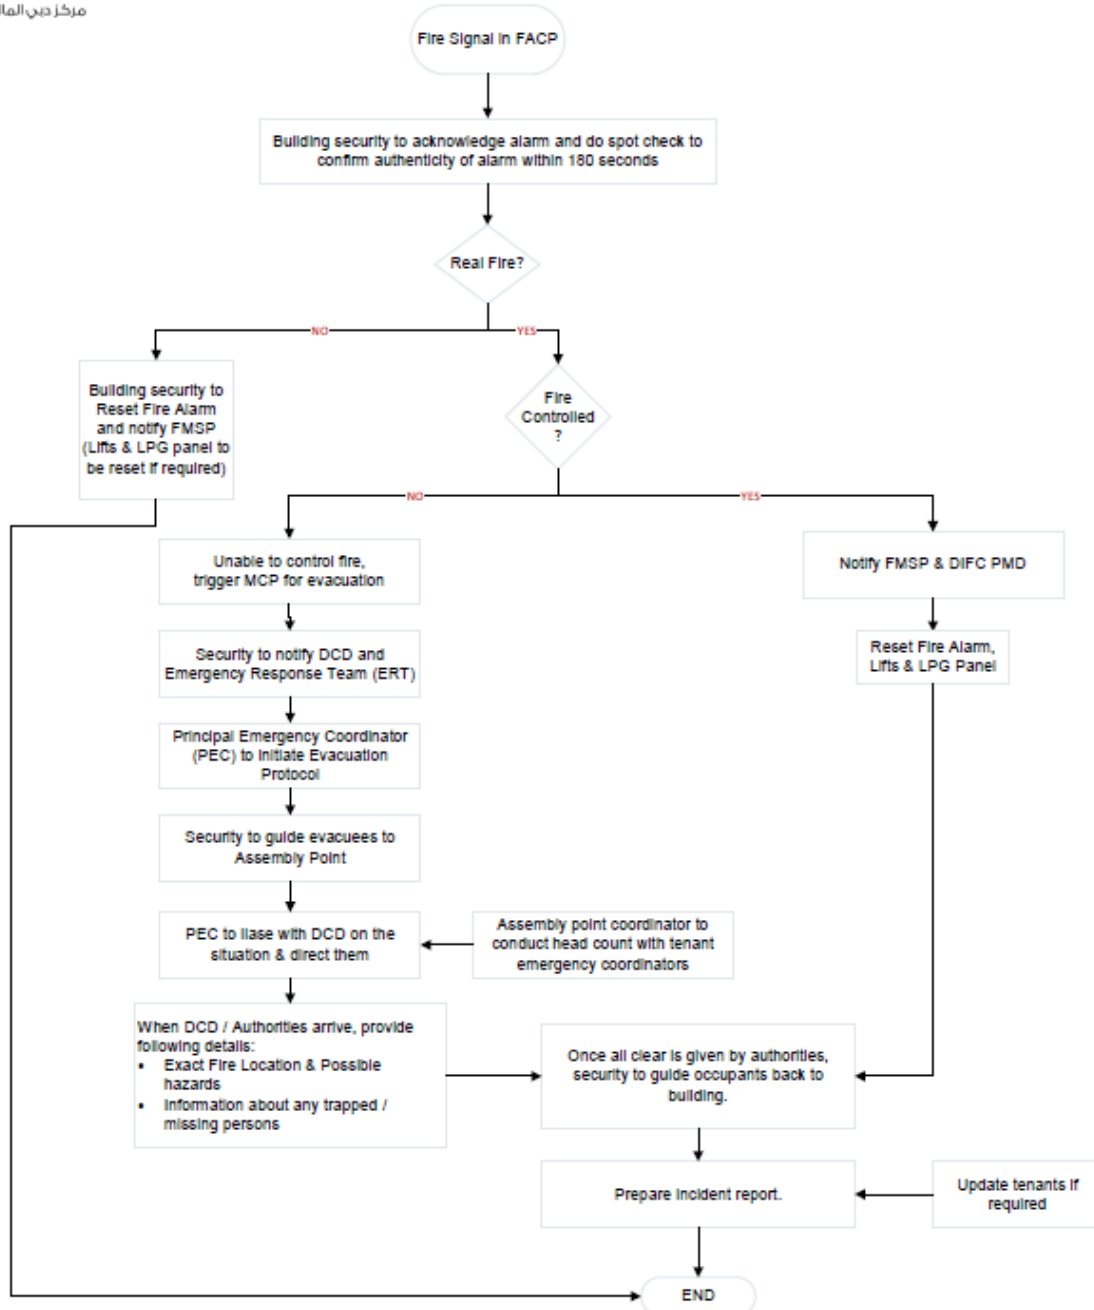 مركز دبي المال
Fire Signal in FACP
Building security to acknowledge alarm and do spot check to
confirm authenticity of alarm within 180 seconds
Real Fire?
NO
YES
Building security to
Reset Fire Alarm
and notify FMSP
(Lifts & LPG panel to
be reset if required)
Fire
Controlled
?
NO
YES
Unable to control fire,
trigger MCP for evacuation
Notify FMSP & DIFC PMD
Security to notify DCD and
Emergency Response Team (ERT)
Reset Fire Alarm,
Lifts & LPG Panel
Principal Emergency Coordinator
(PEC) to Initiate Evacuation
Protocol
Security to guide evacuees to
Assembly Point
PEC to liase with DCD on the
situation & direct them
Assembly point coordinator to
conduct head count with tenant
emergency coordinators
When DCD / Authorities arrive, provide
following details:
• Exact Fire Location & Possible
hazards
• Information about any trapped /
missing persons
Once all clear is given by authorities,
security to guide occupants back to
building.
Prepare incident report.
Update tenants if
required
END